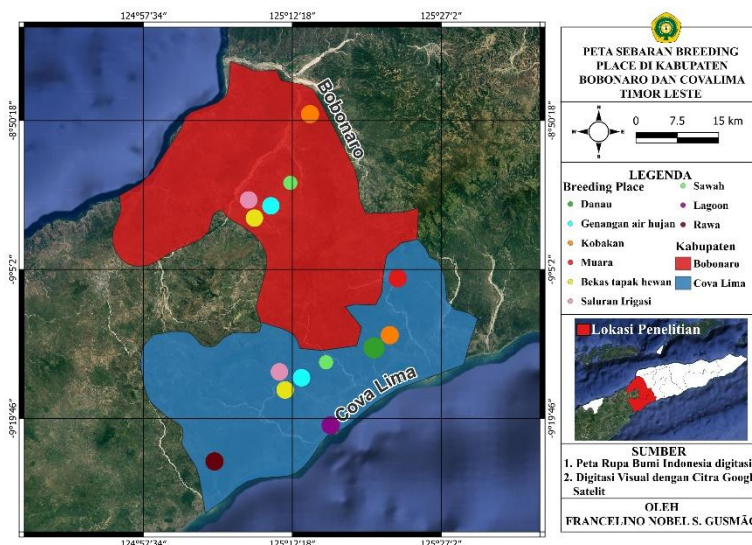 124°57'34" 125°12'18" 125°27'2"
-8°50'18"
-9°5'2"
-9°19'46"
Bobonaro
Cova Lima
-8°50'18"
-9°5'2"
-9°19'46"
124°57'34" 125°12'18" 125°27'2"
PETA SEBARAN BREEDING
PLACE DI KABUPATEN
BOBONARO DAN COVALIMA
TIMOR LESTE
0 7.5 15 km
LEGENDA
Breeding Place
Danau
Genangan air hujan
Kobakan
Muara
Bekas tapak hewan
Saluran Irigasi
Sawah
Lagoon
Rawa
Kabupaten
Bobonaro
Cova Lima
Lokasi Penelitian
SUMBER
1. Peta Rupa Bumi Indonesia digitasi
2. Digitasi Visual dengan Citra Googl
Satelit
OLEH
FRANCELINO NOBEL S. GUSMÃO